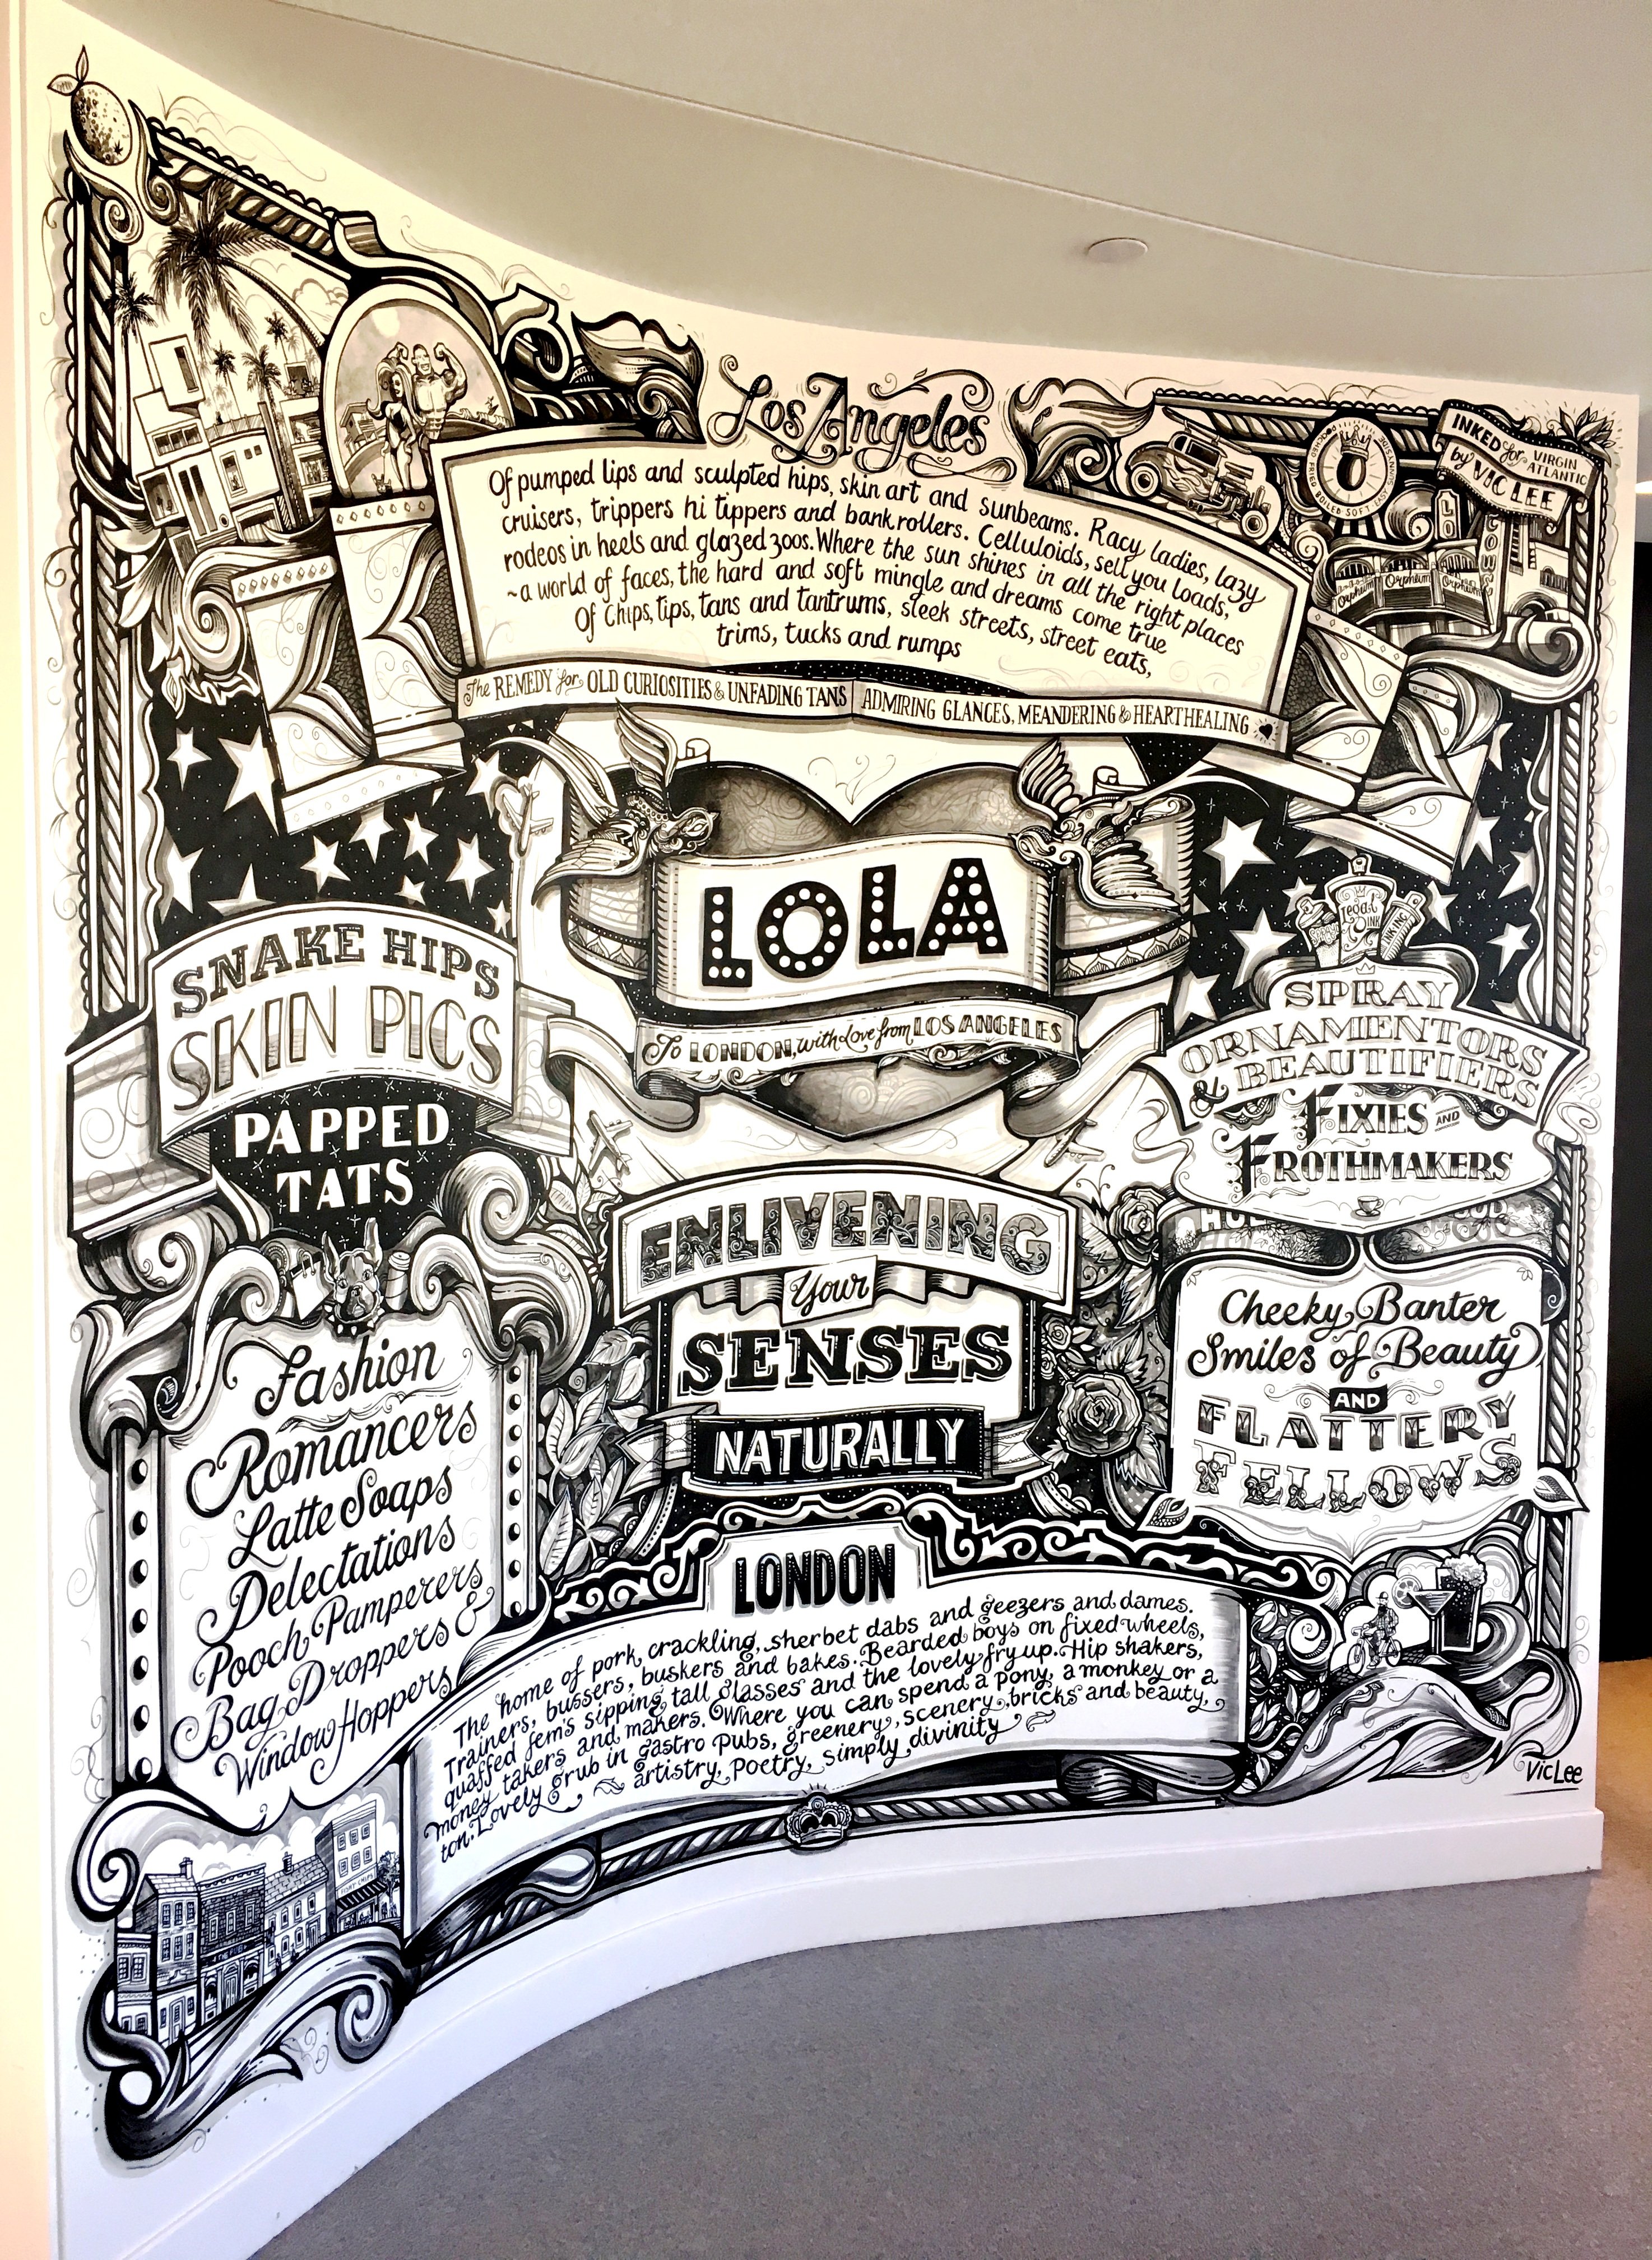 Los Angeles
Of pumped lips and sculpted hips, skin art and sunbeams. Racy ladies, lazy
cruisers, trippers hi tippers and bankrollers. Celluloids, sell you loads,
rodeos in heels and glazed zoos. Where the sun shines in all the right places
~a world of faces, the hard and soft mingle and dreams come true
Of Chips, tips, tans and tantrums, sleek streets, street eats,
trims, tucks and rumps
INKED for VIRGIN
ATLANTIC
by VIC LEE
Orpheum
Orpheum
Orpheum
The REMEDY for OLD CURIOSITIES & UNFADING TANS ADMIRING GLANCES, MEANDERING & HEARTHEALING
LOLA
To LONDON, with Love from LOS ANGELES
SNAKE HIPS
SKIN PICS
PAPPED
TATS
SPRAY
ORNAMENTORS
& BEAUTIFIERS
FIXIES AND
FROTHMAKERS
ENLIVENING
Your
SENSES
NATURALLY
Fashion
Romancers
Latte Soaps
Delectations
Pooch Pamperers
Bag Droppers &
Window Hoppers
Cheeky Banter
Smiles of Beauty
AND
FLATTERY
FELLOWS
LONDON
The home of pork, crackling, sherbet dabs and geezers and dames.
Trainers, bussers, buskers and bakes. Bearded boys on fixed wheels,
quaffed fem's sipping tall glasses and the lovely fry up. Hip shakers,
money takers and makers. Where you can spend a pony, a monkey or a
ton. Lovely grub in gastro pubs, greenery, scenery, bricks and beauty,
artistry, poetry, simply divinity
VicLee